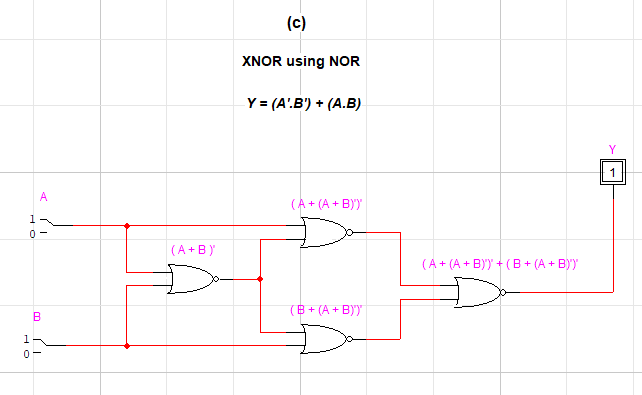 (c)
XNOR using NOR
Y = (A'.B') + (A.B)
Y
1
A
1
0
( A + (A + B)')'
( A + B )'
( A + (A + B)')' + ( B + (A + B)')')'
( B + (A + B)')'
B
1
0